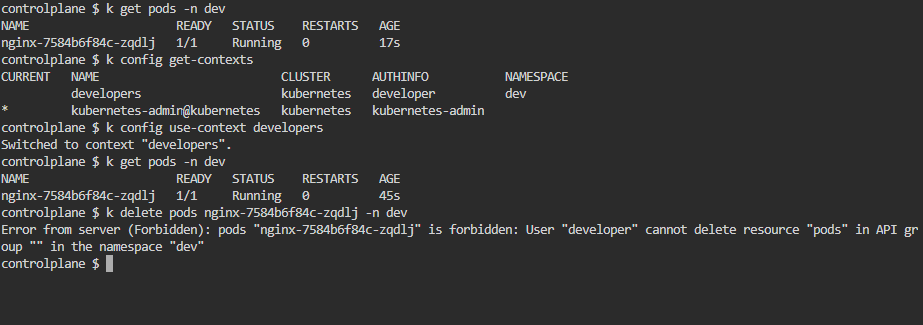 controlplane $ k get pods -n dev
NAME                     READY   STATUS    RESTARTS   AGE
nginx-7584b6f84c-zqdlj   1/1     Running   0          17s
controlplane $ k config get-contexts
CURRENT   NAME                          CLUSTER      AUTHINFO           NAMESPACE
          developers                    kubernetes   developer          dev
*         kubernetes-admin@kubernetes   kubernetes   kubernetes-admin
controlplane $ k config use-context developers
Switched to context "developers".
controlplane $ k get pods -n dev
NAME                     READY   STATUS    RESTARTS   AGE
nginx-7584b6f84c-zqdlj   1/1     Running   0          45s
controlplane $ k delete pods nginx-7584b6f84c-zqdlj -n dev
Error from server (Forbidden): pods "nginx-7584b6f84c-zqdlj" is forbidden: User "developer" cannot delete resource "pods" in API gr
oup "" in the namespace "dev"
controlplane $